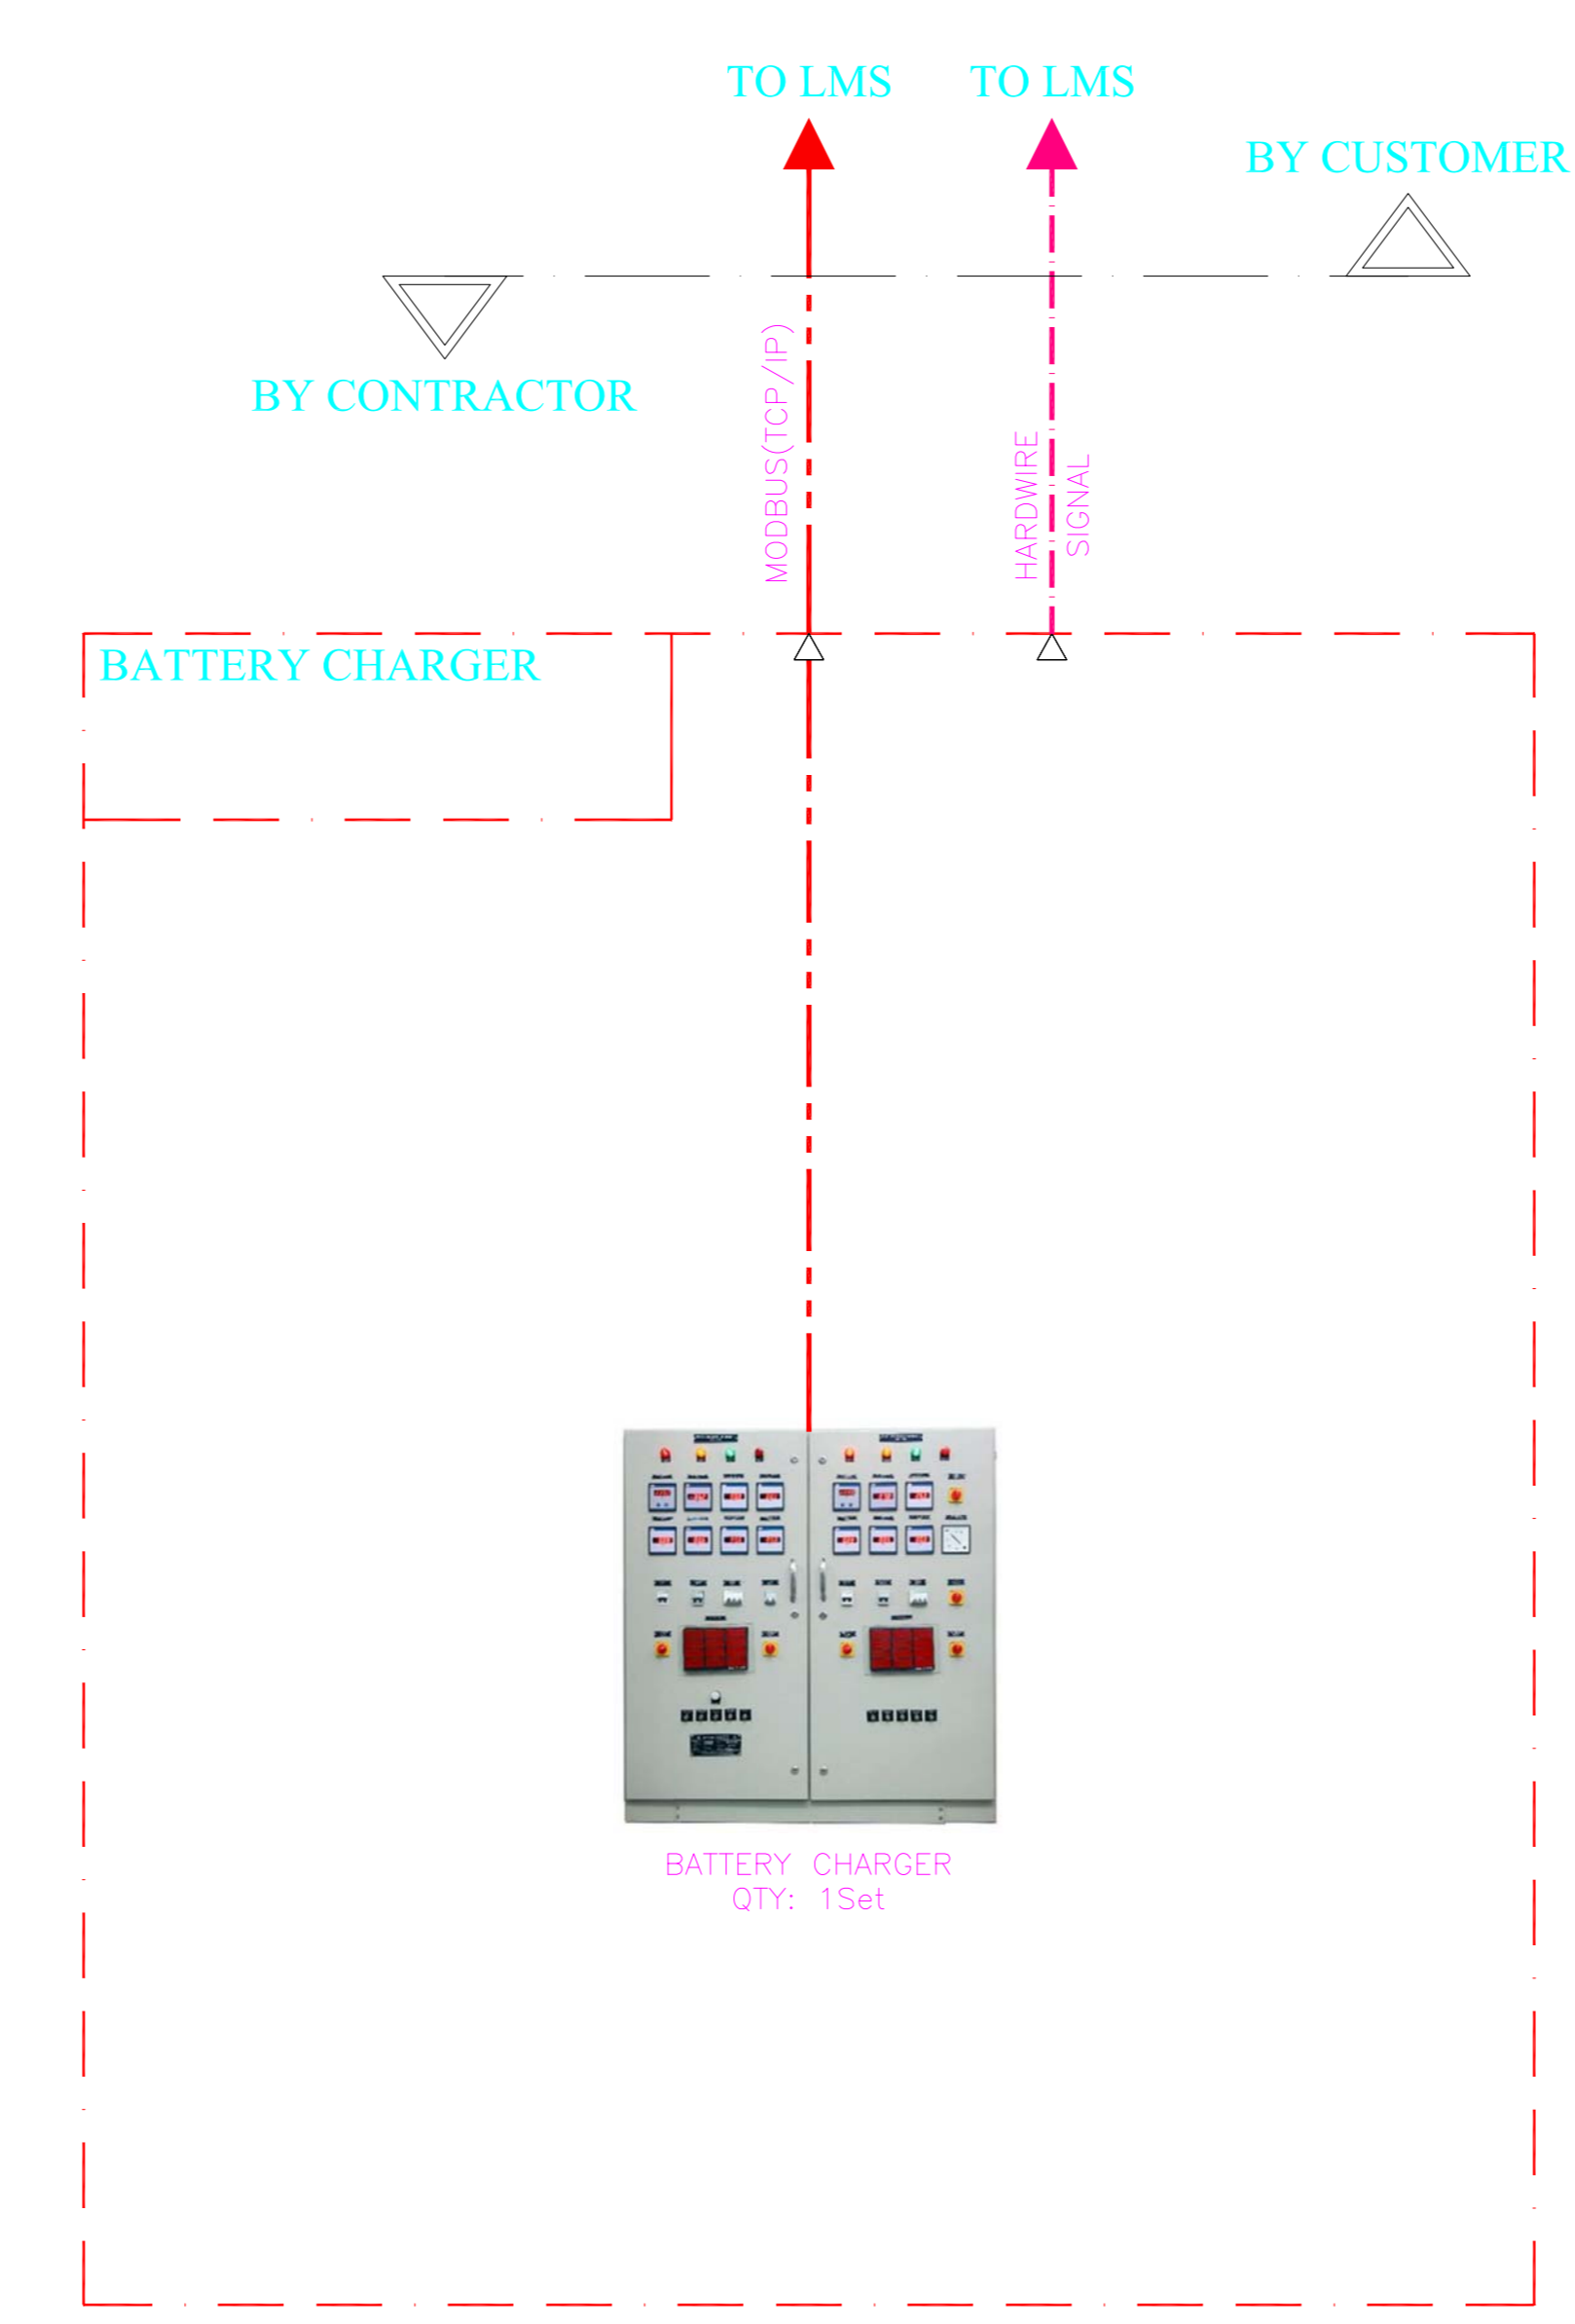 TO LMS
TO LMS
BY CUSTOMER
BY CONTRACTOR
MODBUS(TCP/IP)
HARDWIRE
SIGNAL
BATTERY CHARGER
BATTERY CHARGER
QTY: 1Set